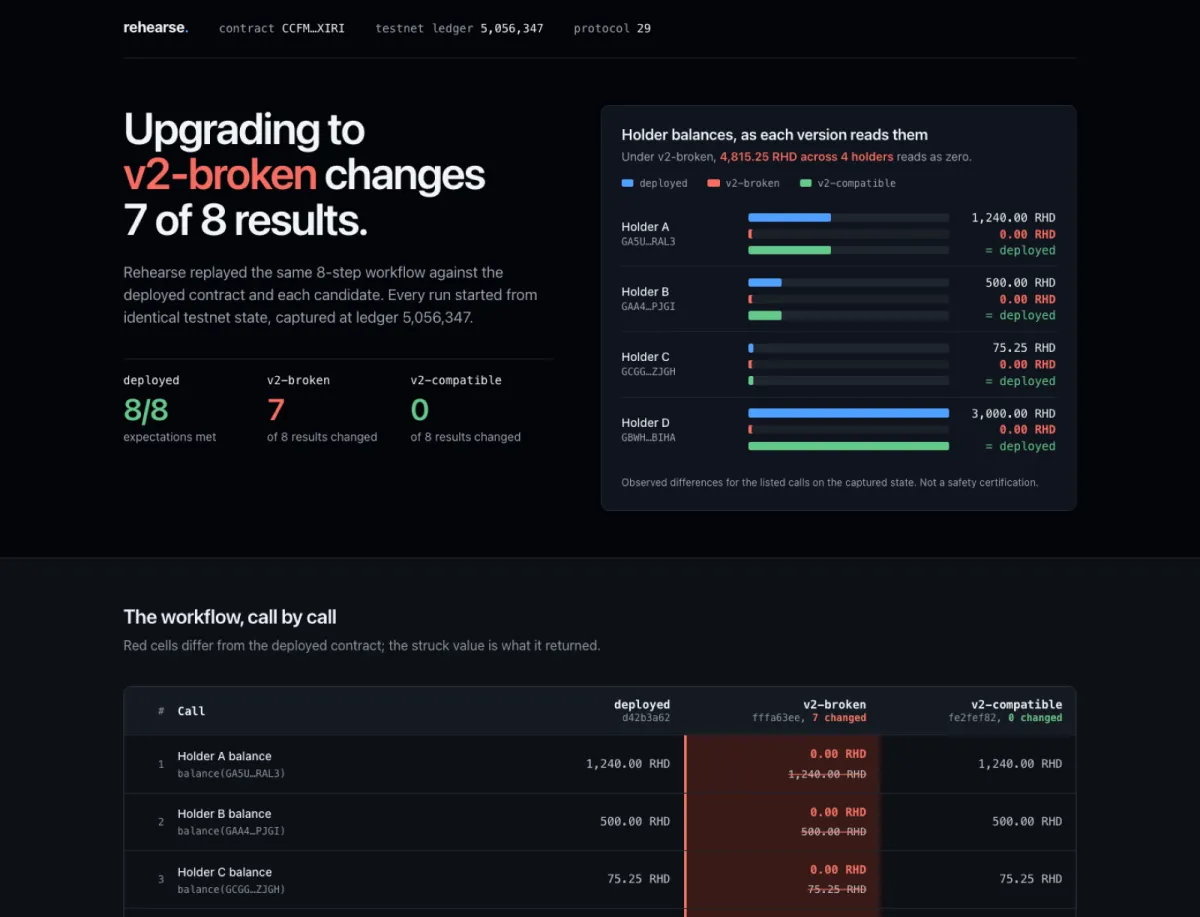 rehearse.
contract CCFM…XIRI
testnet ledger 5,056,347
protocol 29
Upgrading to
v2-broken changes
7 of 8 results.
Rehearse replayed the same 8-step workflow against the
deployed contract and each candidate. Every run started from
identical testnet state, captured at ledger 5,056,347.
deployed
8/8
expectations met
v2-broken
7
of 8 results changed
v2-compatible
0
of 8 results changed
Holder balances, as each version reads them
Under v2-broken, 4,815.25 RHD across 4 holders reads as zero.
deployed v2-broken v2-compatible
Holder A
GA5U…RAL3
1,240.00 RHD
0.00 RHD
= deployed
Holder B
GAA4…PJGI
500.00 RHD
0.00 RHD
= deployed
Holder C
GCGG…ZJGH
75.25 RHD
0.00 RHD
= deployed
Holder D
GBWH…BIHA
3,000.00 RHD
0.00 RHD
= deployed
Observed differences for the listed calls on the captured state. Not a safety certification.
The workflow, call by call
Red cells differ from the deployed contract; the struck value is what it returned.
# Call
deployed
d42b3a62
v2-broken
fffa63ee, 7 changed
v2-compatible
fe2fef82, 0 changed
1
Holder A balance
balance(GA5U…RAL3)
1,240.00 RHD
0.00 RHD
1,240.00 RHD
1,240.00 RHD
2
Holder B balance
balance(GAA4…PJGI)
500.00 RHD
0.00 RHD
500.00 RHD
500.00 RHD
3
Holder C balance
balance(GCGG…ZJGH)
75.25 RHD
0.00 RHD
75.25 RHD
75.25 RHD